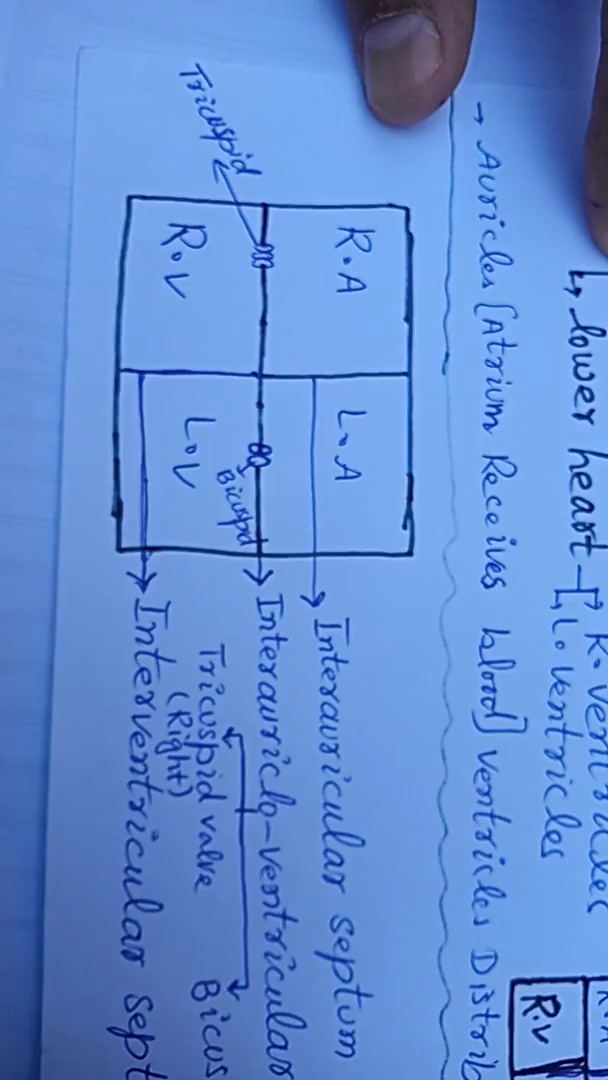 ↳ lower heart-[↳ R. ventricles
↳ L. ventricles
→ Auricles [Atrium Receives blood] ventricles Distrib
R.A
R.V
R.A
L.A
R.V
L.V
Tricuspid
Bicuspid
→ Interauricular septum
→ Interauriclo-ventricular
Tricuspid valve
(Right)
Bicus
→ Interventricular sept